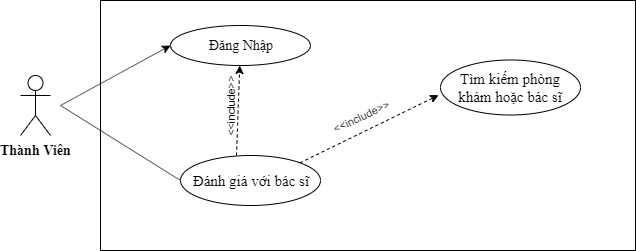 Đăng Nhập
<<include>>
Tìm kiếm phòng
khám hoặc bác sĩ
<<include>>
Thành Viên
Đánh giá với bác sĩ